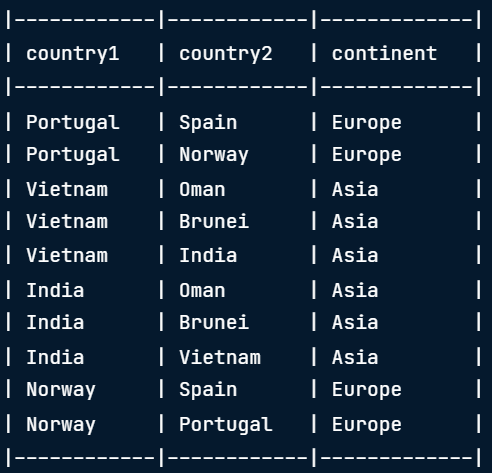 |------------|------------|-------------|
| country1   | country2   | continent   |
|------------|------------|-------------|
| Portugal   | Spain      | Europe      |
| Portugal   | Norway     | Europe      |
| Vietnam    | Oman       | Asia        |
| Vietnam    | Brunei     | Asia        |
| Vietnam    | India      | Asia        |
| India      | Oman       | Asia        |
| India      | Brunei     | Asia        |
| India      | Vietnam    | Asia        |
| Norway     | Spain      | Europe      |
| Norway     | Portugal   | Europe      |
|------------|------------|-------------|